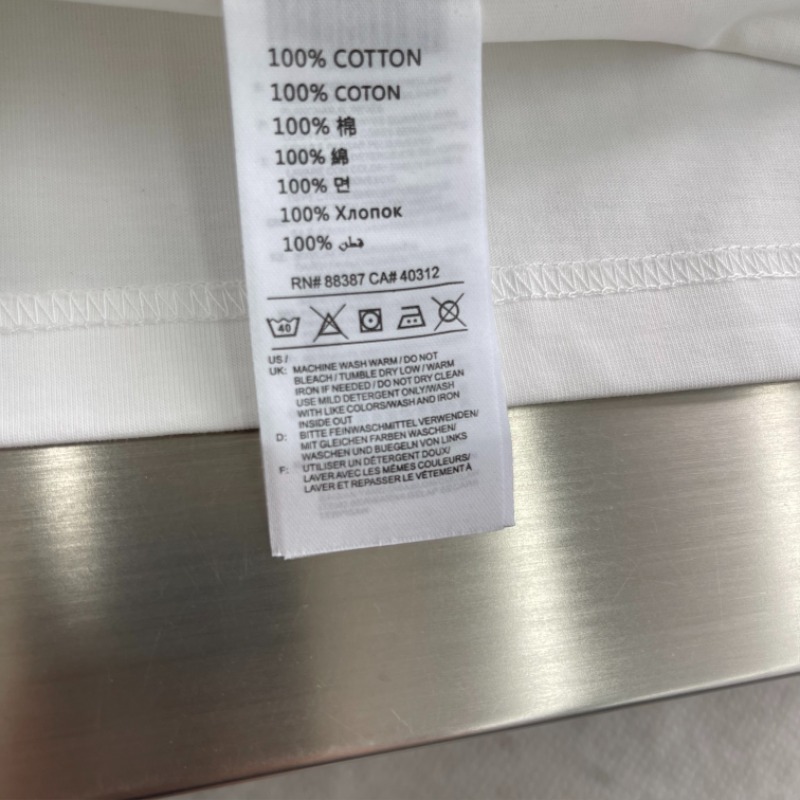 100% COTTON
100% COTON
100% 棉
100% 綿
100% 면
100% Хлопок
100% قطن
RN# 88387 CA# 40312
40
US /
UK: MACHINE WASH WARM / DO NOT
BLEACH / TUMBLE DRY LOW / WARM
IRON IF NEEDED / DO NOT DRY CLEAN
USE MILD DETERGENT ONLY/WASH
WITH LIKE COLORS/WASH AND IRON
INSIDE OUT
D: BITTE FEINWASCHMITTEL VERWENDEN/
MIT GLEICHEN FARBEN WASCHEN/
WASCHEN UND BUEGELN VON LINKS
F: UTILISER UN DÉTERGENT DOUX/
LAVER AVEC LES MÊMES COULEURS/
LAVER ET REPASSER LE VÊTEMENT À